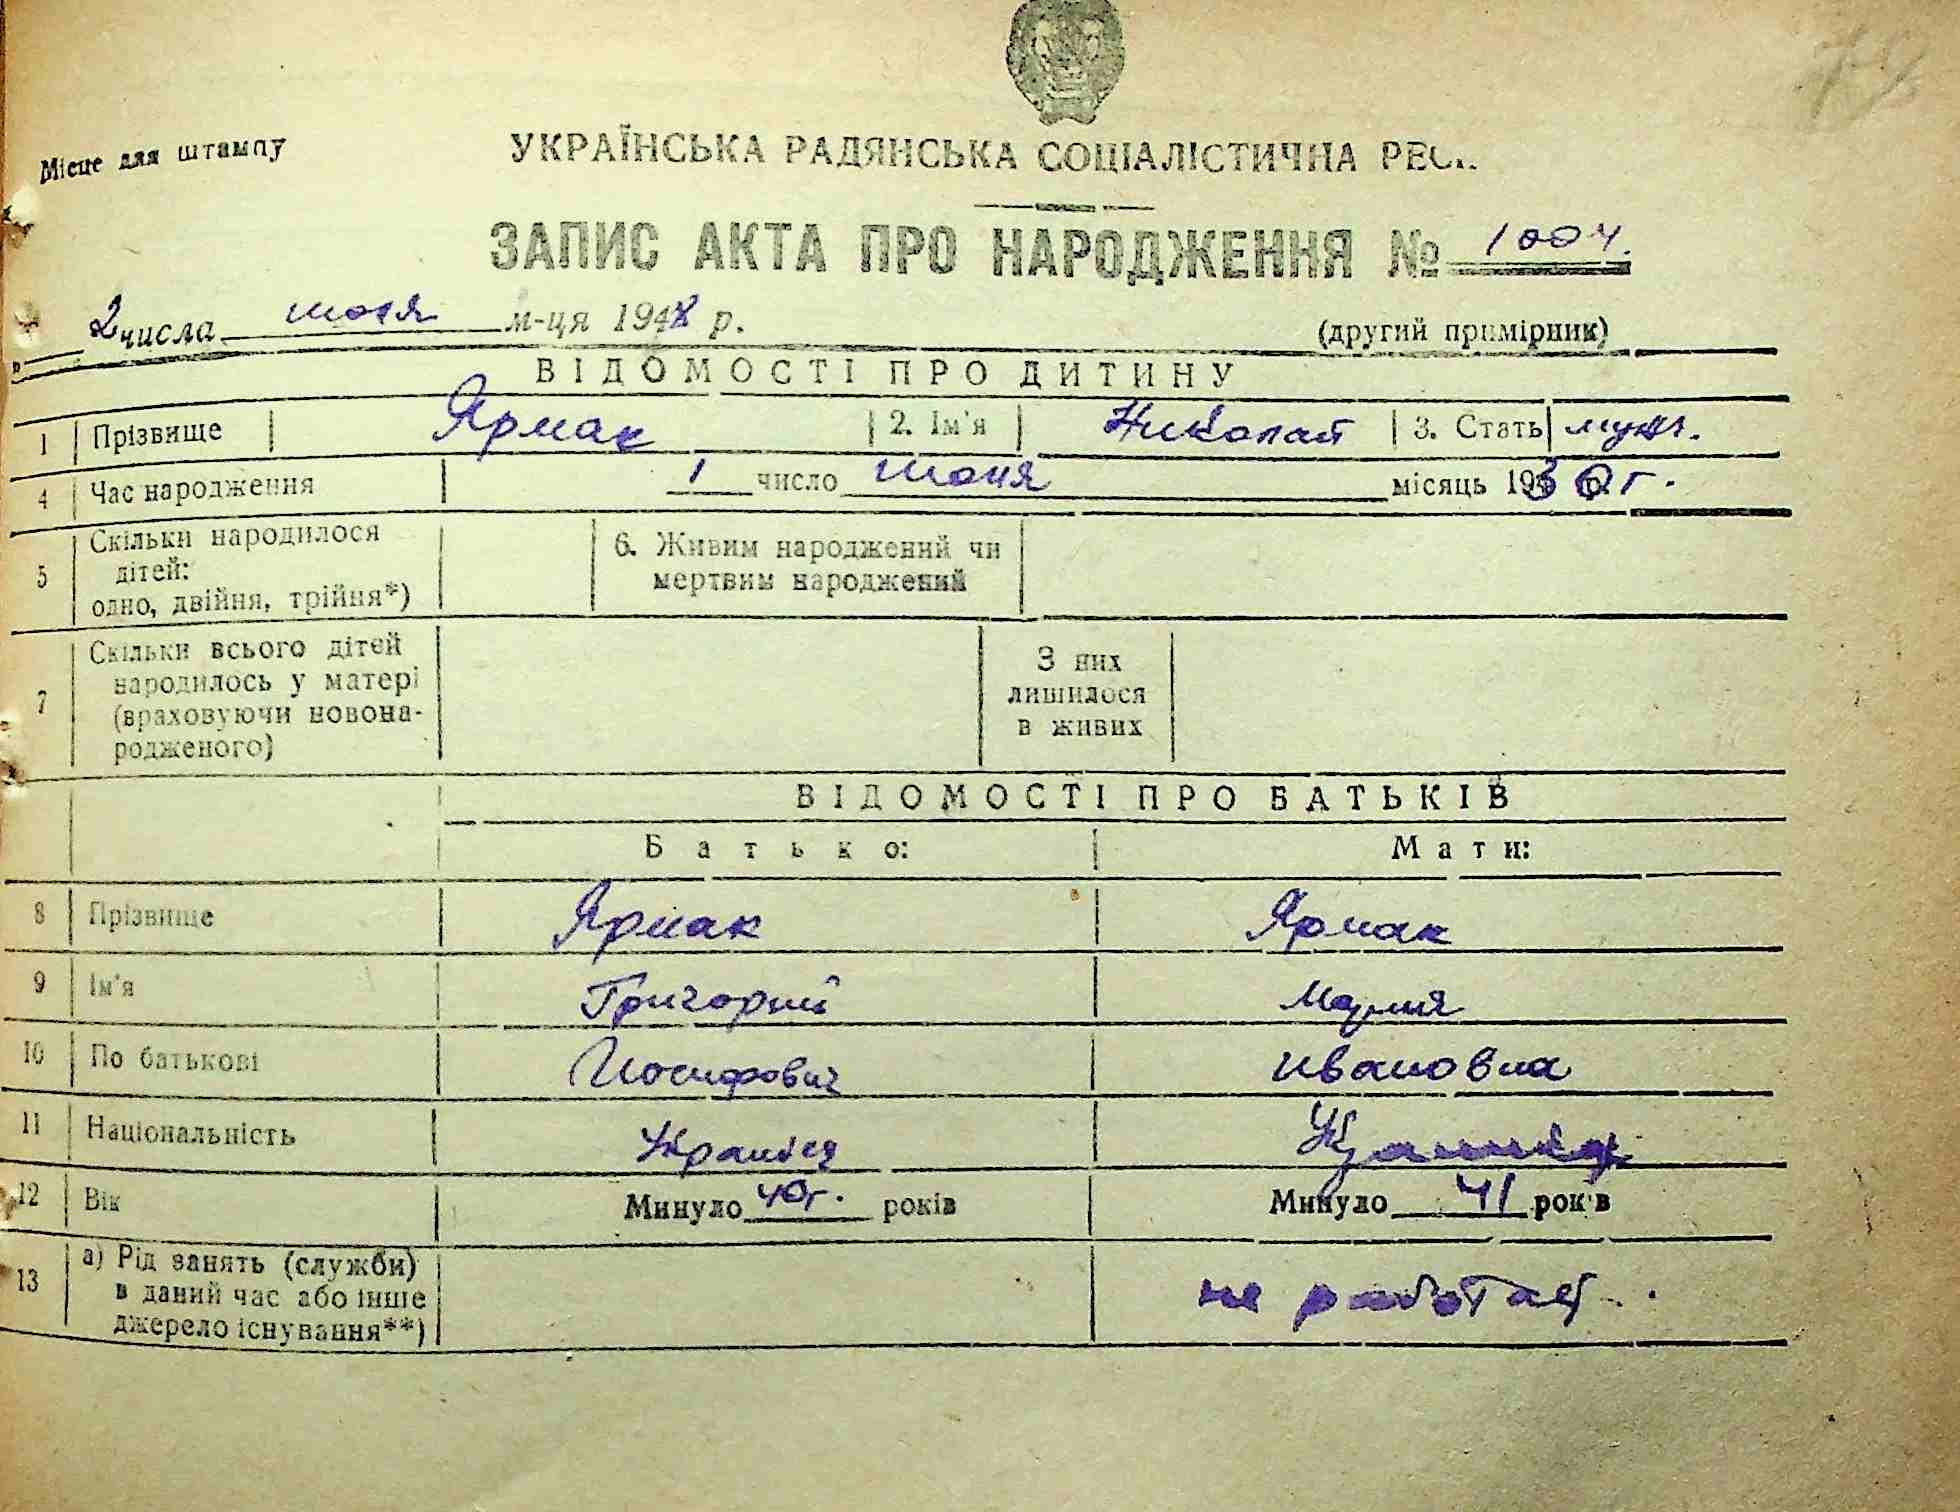 Місце для штампу
УКРАЇНСЬКА РАДЯНСЬКА СОЦІАЛІСТИЧНА РЕСП.
ЗАПИС АКТА ПРО НАРОДЖЕННЯ № 1004.
2 числа июня м-ця 1948 р.
(другий примірник)
ВІДОМОСТІ ПРО ДИТИНУ
1 Прізвище Ярмак 2. Ім'я Николай 3. Стать муж.
4 Час народження 1 число июня місяць 1930 г.
5 Скільки народилося дітей: одно, двійня, трійня*) 6. Живим народжений чи мертвим народжений
7 Скільки всього дітей народилось у матері (враховуючи новонародженого) З них лишилося в живих
ВІДОМОСТІ ПРО БАТЬКІВ
Батько: Мати:
8 Прізвище Ярмак Ярмак
9 Ім'я Григорий Мария
10 По батькові Иосифович Ивановна
11 Національність Украинец
12 Вік Минуло 40 г. років Минуло 41 років
13 а) Рід занять (служби) в даний час або інше джерело існування**) не работает.